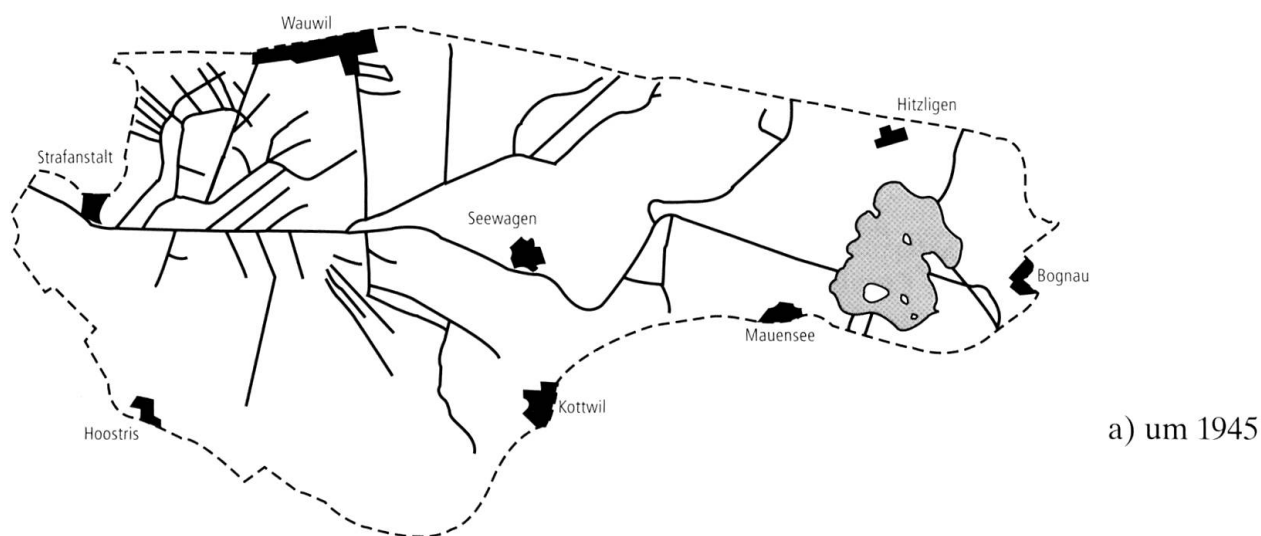 Wauwil
Hitzligen
Strafanstalt
Seewagen
Bognau
Mauensee
Kottwil
Hoostris
a) um 1945